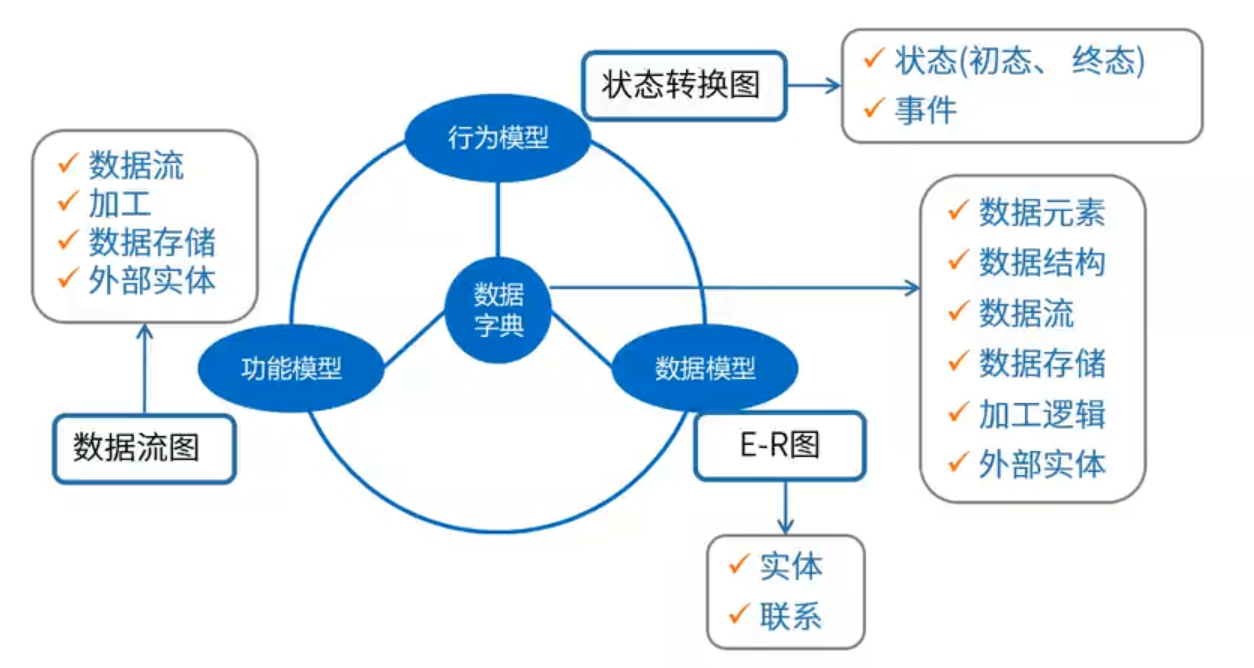 状态转换图
状态(初态、 终态)
事件
行为模型
数据流
加工
数据存储
外部实体
数据
字典
数据元素
数据结构
数据流
数据存储
加工逻辑
外部实体
功能模型
数据模型
数据流图
E-R图
实体
联系